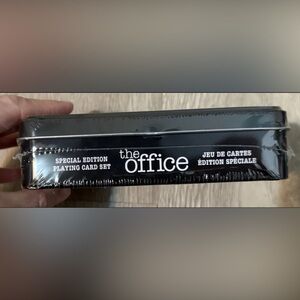 SPECIAL EDITION
PLAYING CARD SET
the
office
JEU DE CARTES
ÉDITION SPÉCIALE